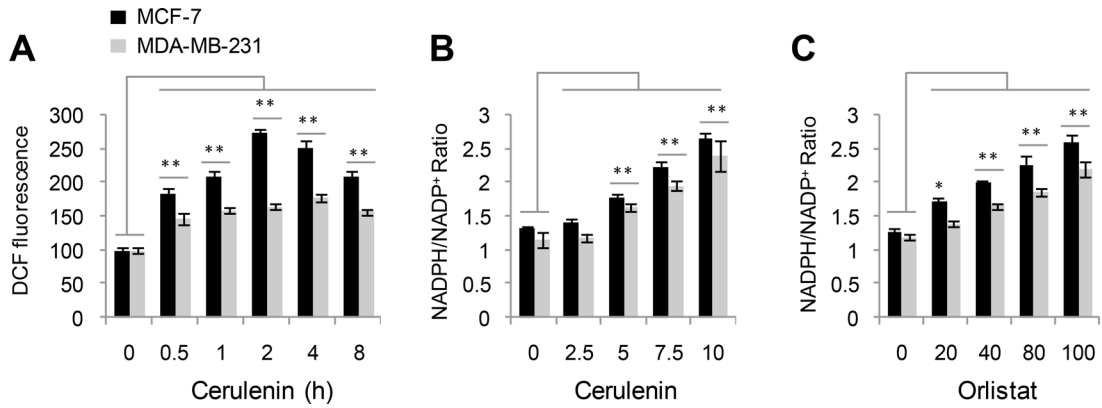 MCF-7
MDA-MB-231
A
DCF fluorescence
300
250
200
150
100
50
0
** ** ** ** **
0 0.5 1 2 4 8
Cerulenin (h)
B
NADPH/NADP⁺ Ratio
3
2.5
2
1.5
1
0.5
0
** ** **
0 2.5 5 7.5 10
Cerulenin
C
NADPH/NADP⁺ Ratio
3
2.5
2
1.5
1
0.5
0
* ** ** **
0 20 40 80 100
Orlistat